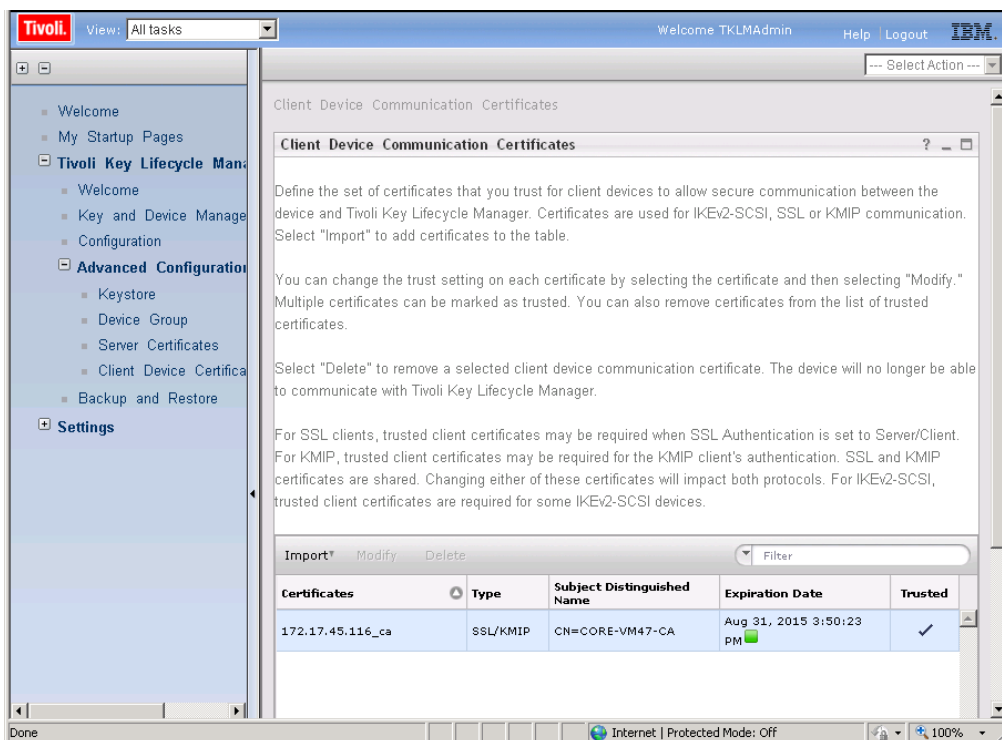 Tivoli. View: All tasks Welcome TKLMAdmin Help Logout IBM.
--- Select Action ---
Welcome
My Startup Pages
Tivoli Key Lifecycle Mana
Welcome
Key and Device Manage
Configuration
Advanced Configuration
Keystore
Device Group
Server Certificates
Client Device Certifica
Backup and Restore
Settings
Client Device Communication Certificates
Client Device Communication Certificates ?
Define the set of certificates that you trust for client devices to allow secure communication between the
device and Tivoli Key Lifecycle Manager. Certificates are used for IKEv2-SCSI, SSL or KMIP communication.
Select "Import" to add certificates to the table.
You can change the trust setting on each certificate by selecting the certificate and then selecting "Modify."
Multiple certificates can be marked as trusted. You can also remove certificates from the list of trusted
certificates.
Select "Delete" to remove a selected client device communication certificate. The device will no longer be able
to communicate with Tivoli Key Lifecycle Manager.
For SSL clients, trusted client certificates may be required when SSL Authentication is set to Server/Client.
For KMIP, trusted client certificates may be required for the KMIP client's authentication. SSL and KMIP
certificates are shared. Changing either of these certificates will impact both protocols. For IKEv2-SCSI,
trusted client certificates are required for some IKEv2-SCSI devices.
Import Modify Delete Filter
Certificates Type Subject Distinguished Name Expiration Date Trusted
172.17.45.116_ca SSL/KMIP CN=CORE-VM47-CA Aug 31, 2015 3:50:23 PM
Done Internet | Protected Mode: Off 100%